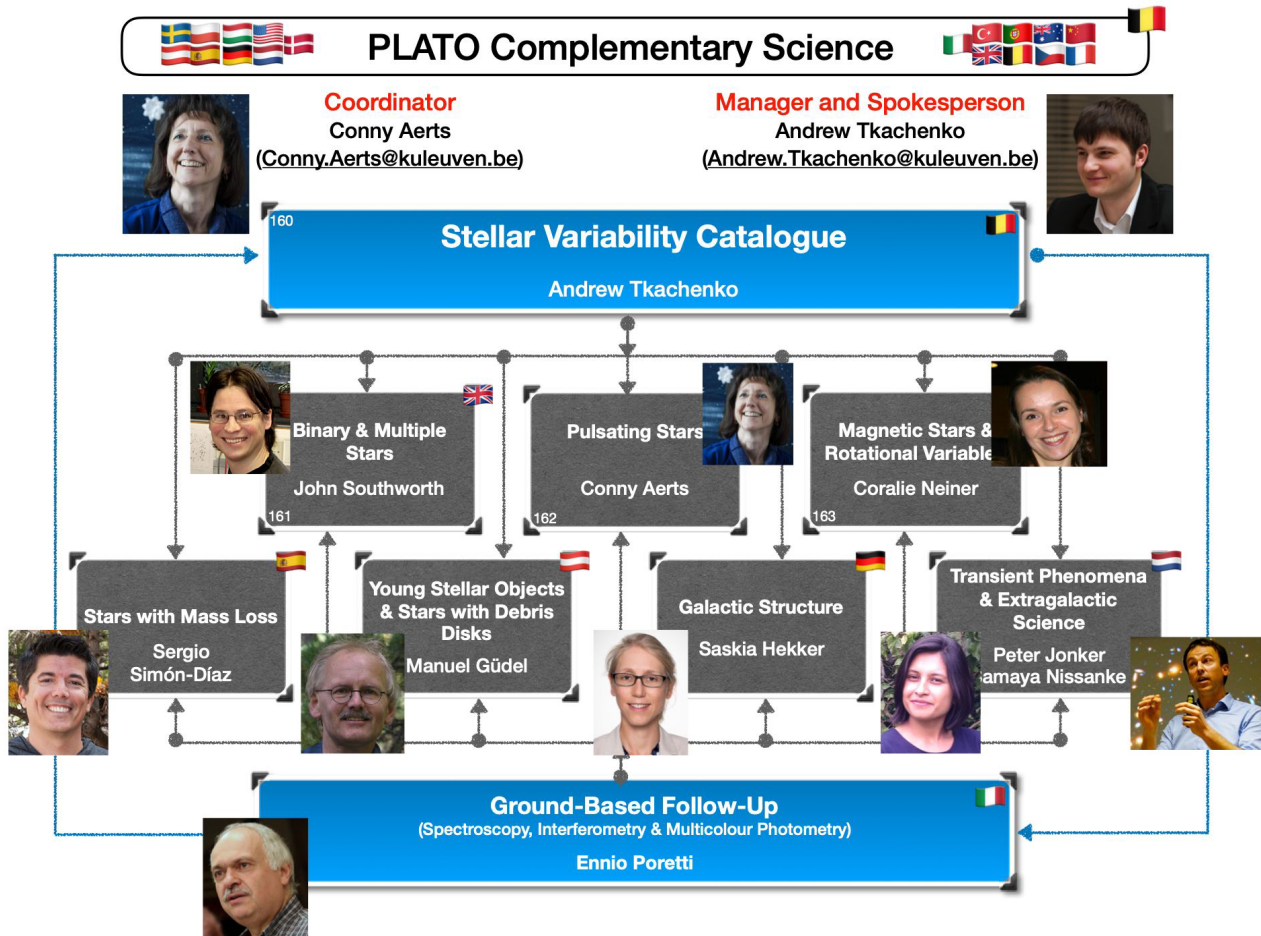 PLATO Complementary Science
Coordinator
Conny Aerts
(Conny.Aerts@kuleuven.be)
Manager and Spokesperson
Andrew Tkachenko
(Andrew.Tkachenko@kuleuven.be)
160
Stellar Variability Catalogue
Andrew Tkachenko
Binary & Multiple
Stars
John Southworth
161
Pulsating Stars
Conny Aerts
162
Magnetic Stars &
Rotational Variable
Coralie Neiner
163
Stars with Mass Loss
Sergio
Simón-Díaz
Young Stellar Objects
& Stars with Debris
Disks
Manuel Güdel
Galactic Structure
Saskia Hekker
Transient Phenomena
& Extragalactic
Science
Peter Jonker
amaya Nissanke
Ground-Based Follow-Up
(Spectroscopy, Interferometry & Multicolour Photometry)
Ennio Poretti